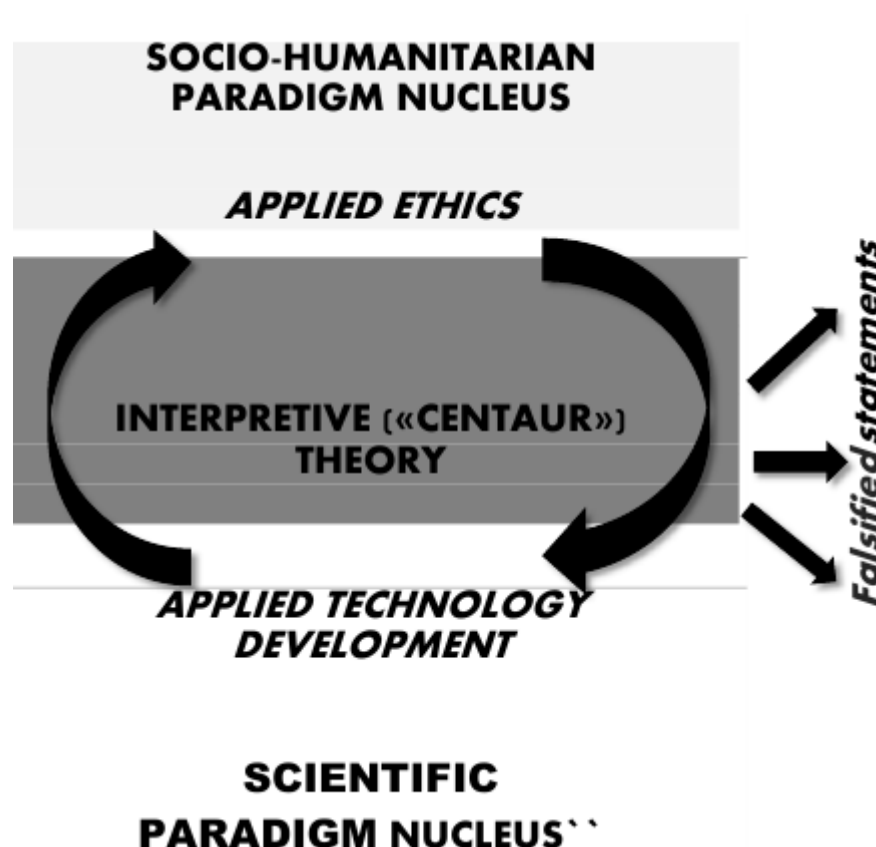 SOCIO-HUMANITARIAN
PARADIGM NUCLEUS
APPLIED ETHICS
INTERPRETIVE («CENTAUR»)
THEORY
Falsified statements
APPLIED TECHNOLOGY
DEVELOPMENT
SCIENTIFIC
PARADIGM NUCLEUS``